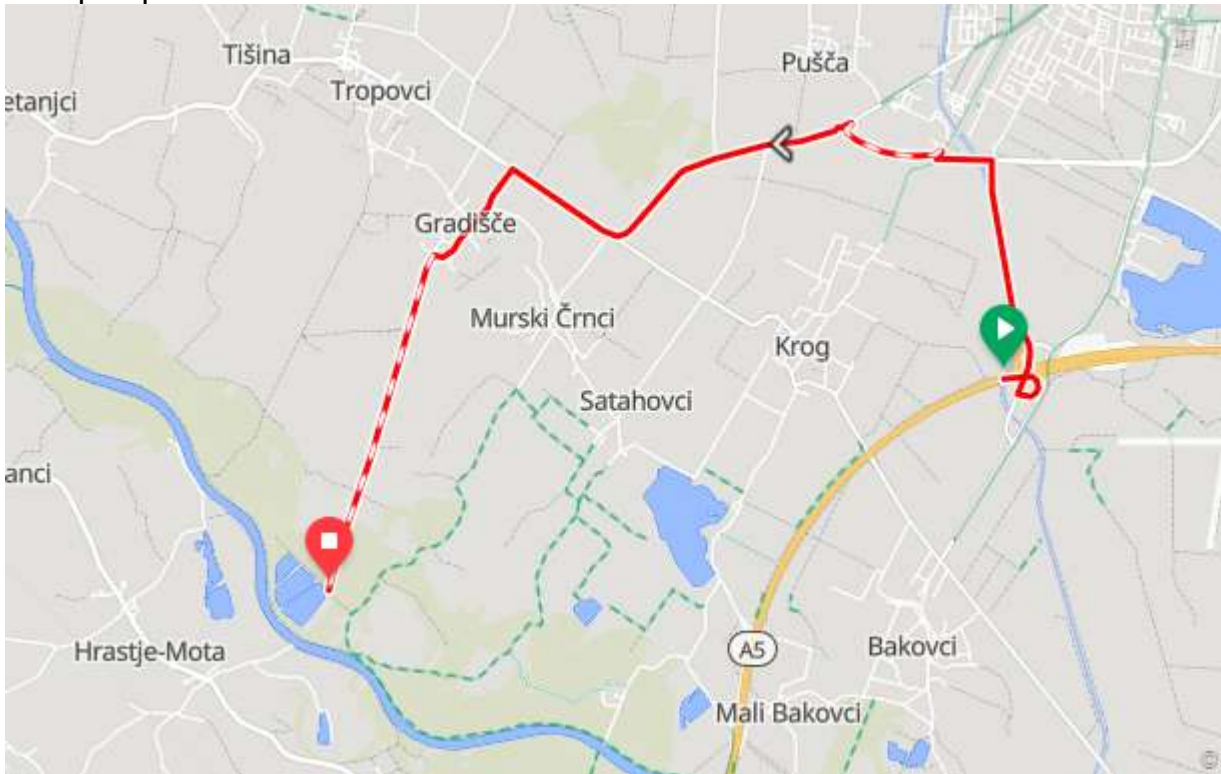 Tišina
Pušča
Tropovci
etanjci
Gradišče
Murski Črnci
Krog
Satahovci
anci
Hrastje-Mota
A5
Bakovci
Mali Bakovci
©